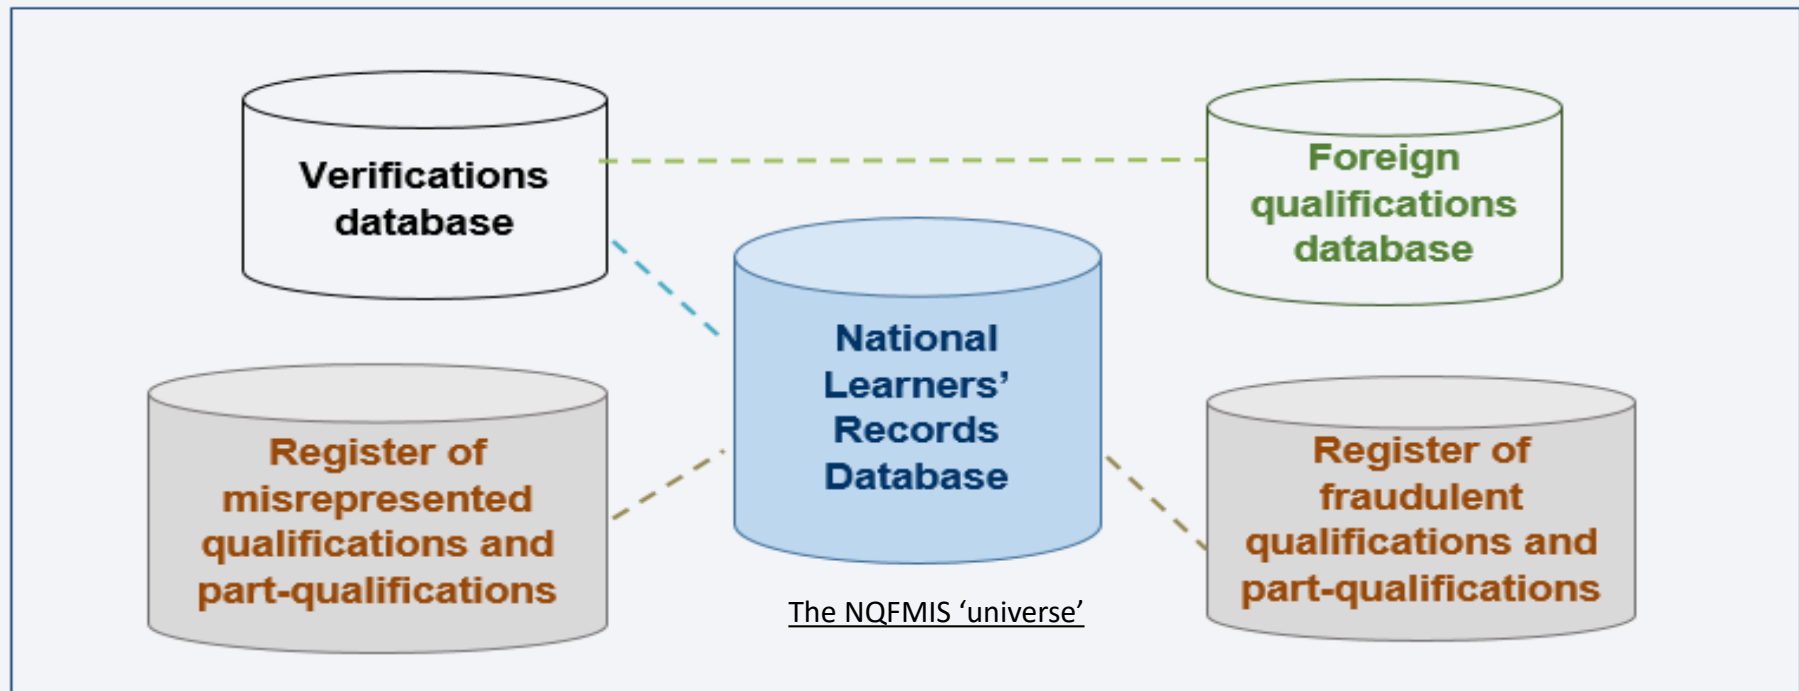 Verifications
database
Foreign
qualifications
database
National
Learners’
Records
Database
Register of
misrepresented
qualifications and
part-qualifications
Register of
fraudulent
qualifications and
part-qualifications
The NQFMIS ‘universe’